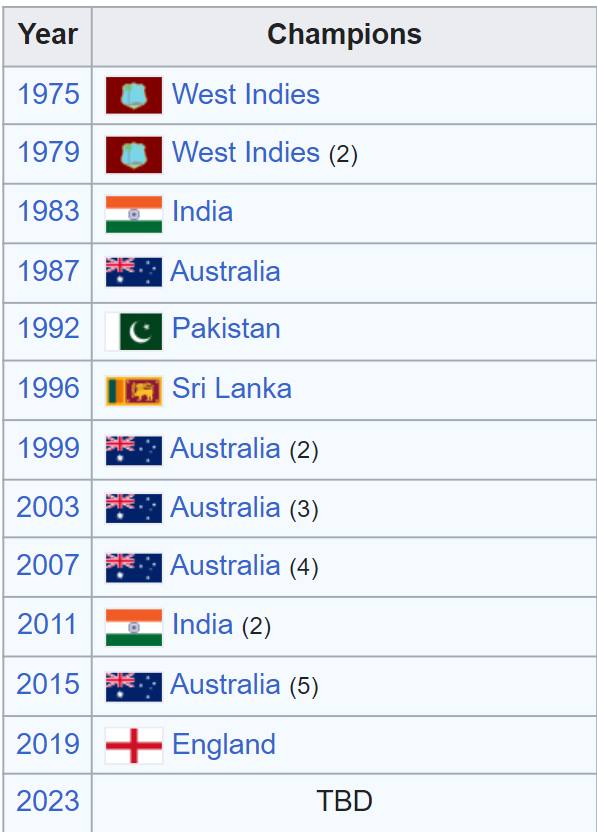 Year Champions
1975 West Indies
1979 West Indies (2)
1983 India
1987 Australia
1992 Pakistan
1996 Sri Lanka
1999 Australia (2)
2003 Australia (3)
2007 Australia (4)
2011 India (2)
2015 Australia (5)
2019 England
2023 TBD